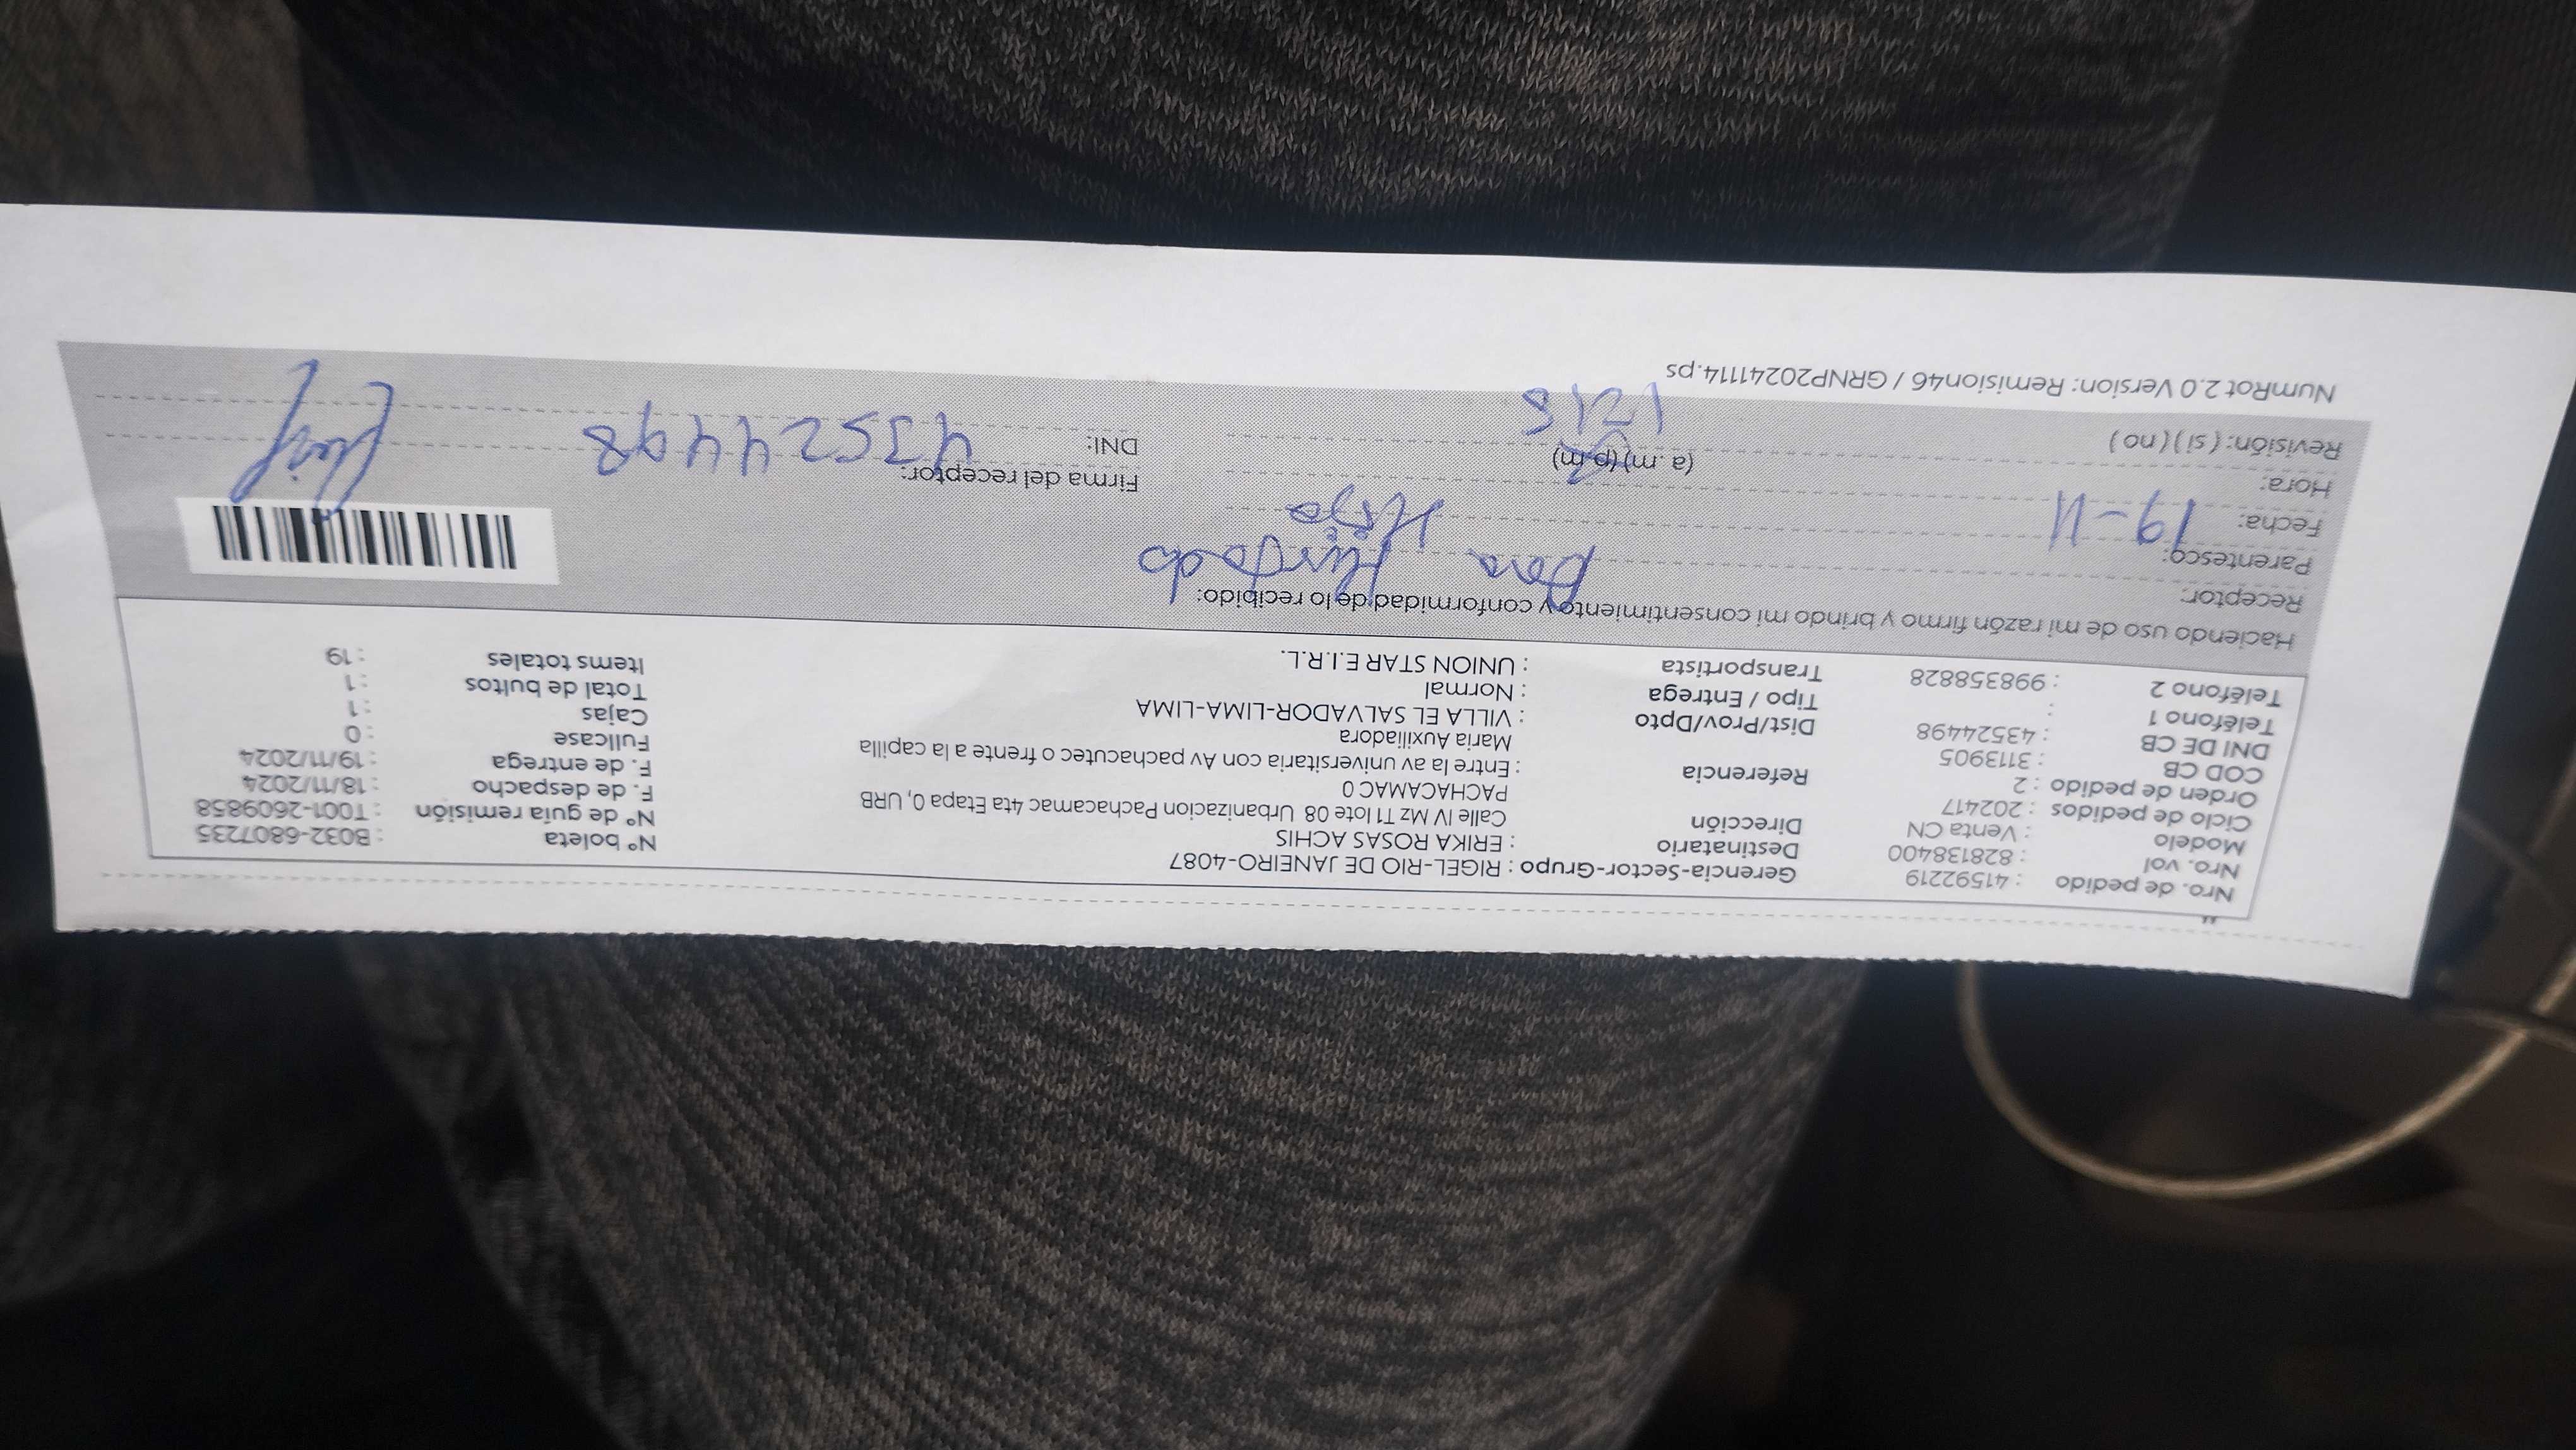 Nro. de pedido : 41592219
Nro. vol : 828138400
Modelo : Venta CN
Ciclo de pedidos : 202417
Orden de pedido : 2
COD CB : 3113905
DNI DE CB : 43524498
Teléfono 1 :
Teléfono 2 : 998358828
Gerencia-Sector-Grupo : RIGEL-RIO DE JANEIRO-4087
Destinatario : ERIKA ROSAS ACHIS
Dirección Calle IV Mz T1 lote 08 Urbanizacion Pachacamac 4ta Etapa 0, URB
PACHACAMAC 0
Referencia : Entre la av universitaria con Av pachacutec o frente a la capilla
Maria Auxiliadora
Dist/Prov/Dpto : VILLA EL SALVADOR-LIMA-LIMA
Tipo / Entrega : Normal
Transportista : UNION STAR E.I.R.L.
N° boleta : B032-6807235
N° de guía remisión : T001-2609858
F. de despacho : 18/11/2024
F. de entrega : 19/11/2024
Fullcase : 0
Cajas : 1
Total de bultos : 1
Items totales : 19
Haciendo uso de mi razón firmo y brindo mi consentimiento y conformidad de lo recibido:
Receptor: Hurtado
Parentesco: Hija
Fecha: 19-11
Hora: (a.m)(p.m)
Revisión: (si)(no) 1216
Firma del receptor:
DNI: 43524498
NumRot 2.0 Version: Remision46 / GRNP20241114.ps